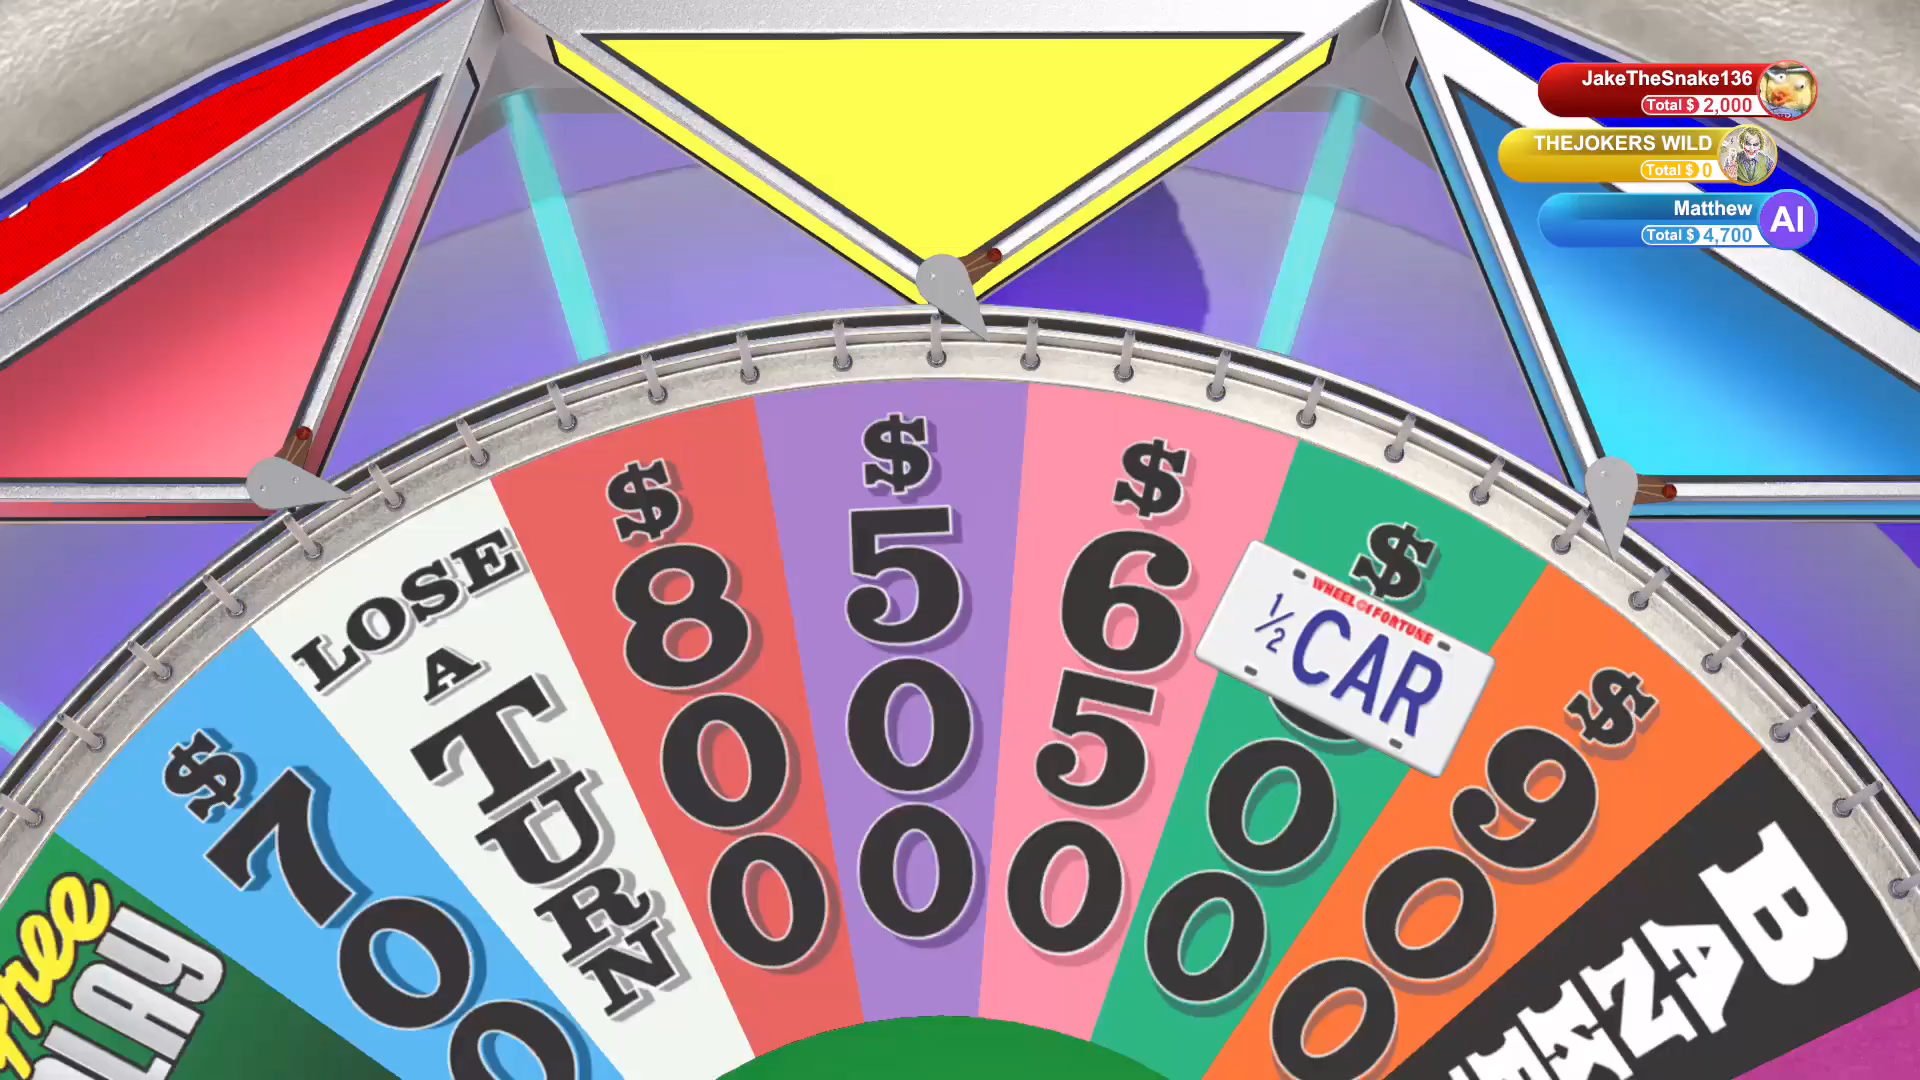 JakeTheSnake136
Total $ 2,000
THEJOKERS WILD
Total $ 0
Matthew
AI
Total $ 4,700
$700
LOSE
A
TURN
$800
$500
$650
$
WHEEL OF FORTUNE
1/2 CAR
00
$900